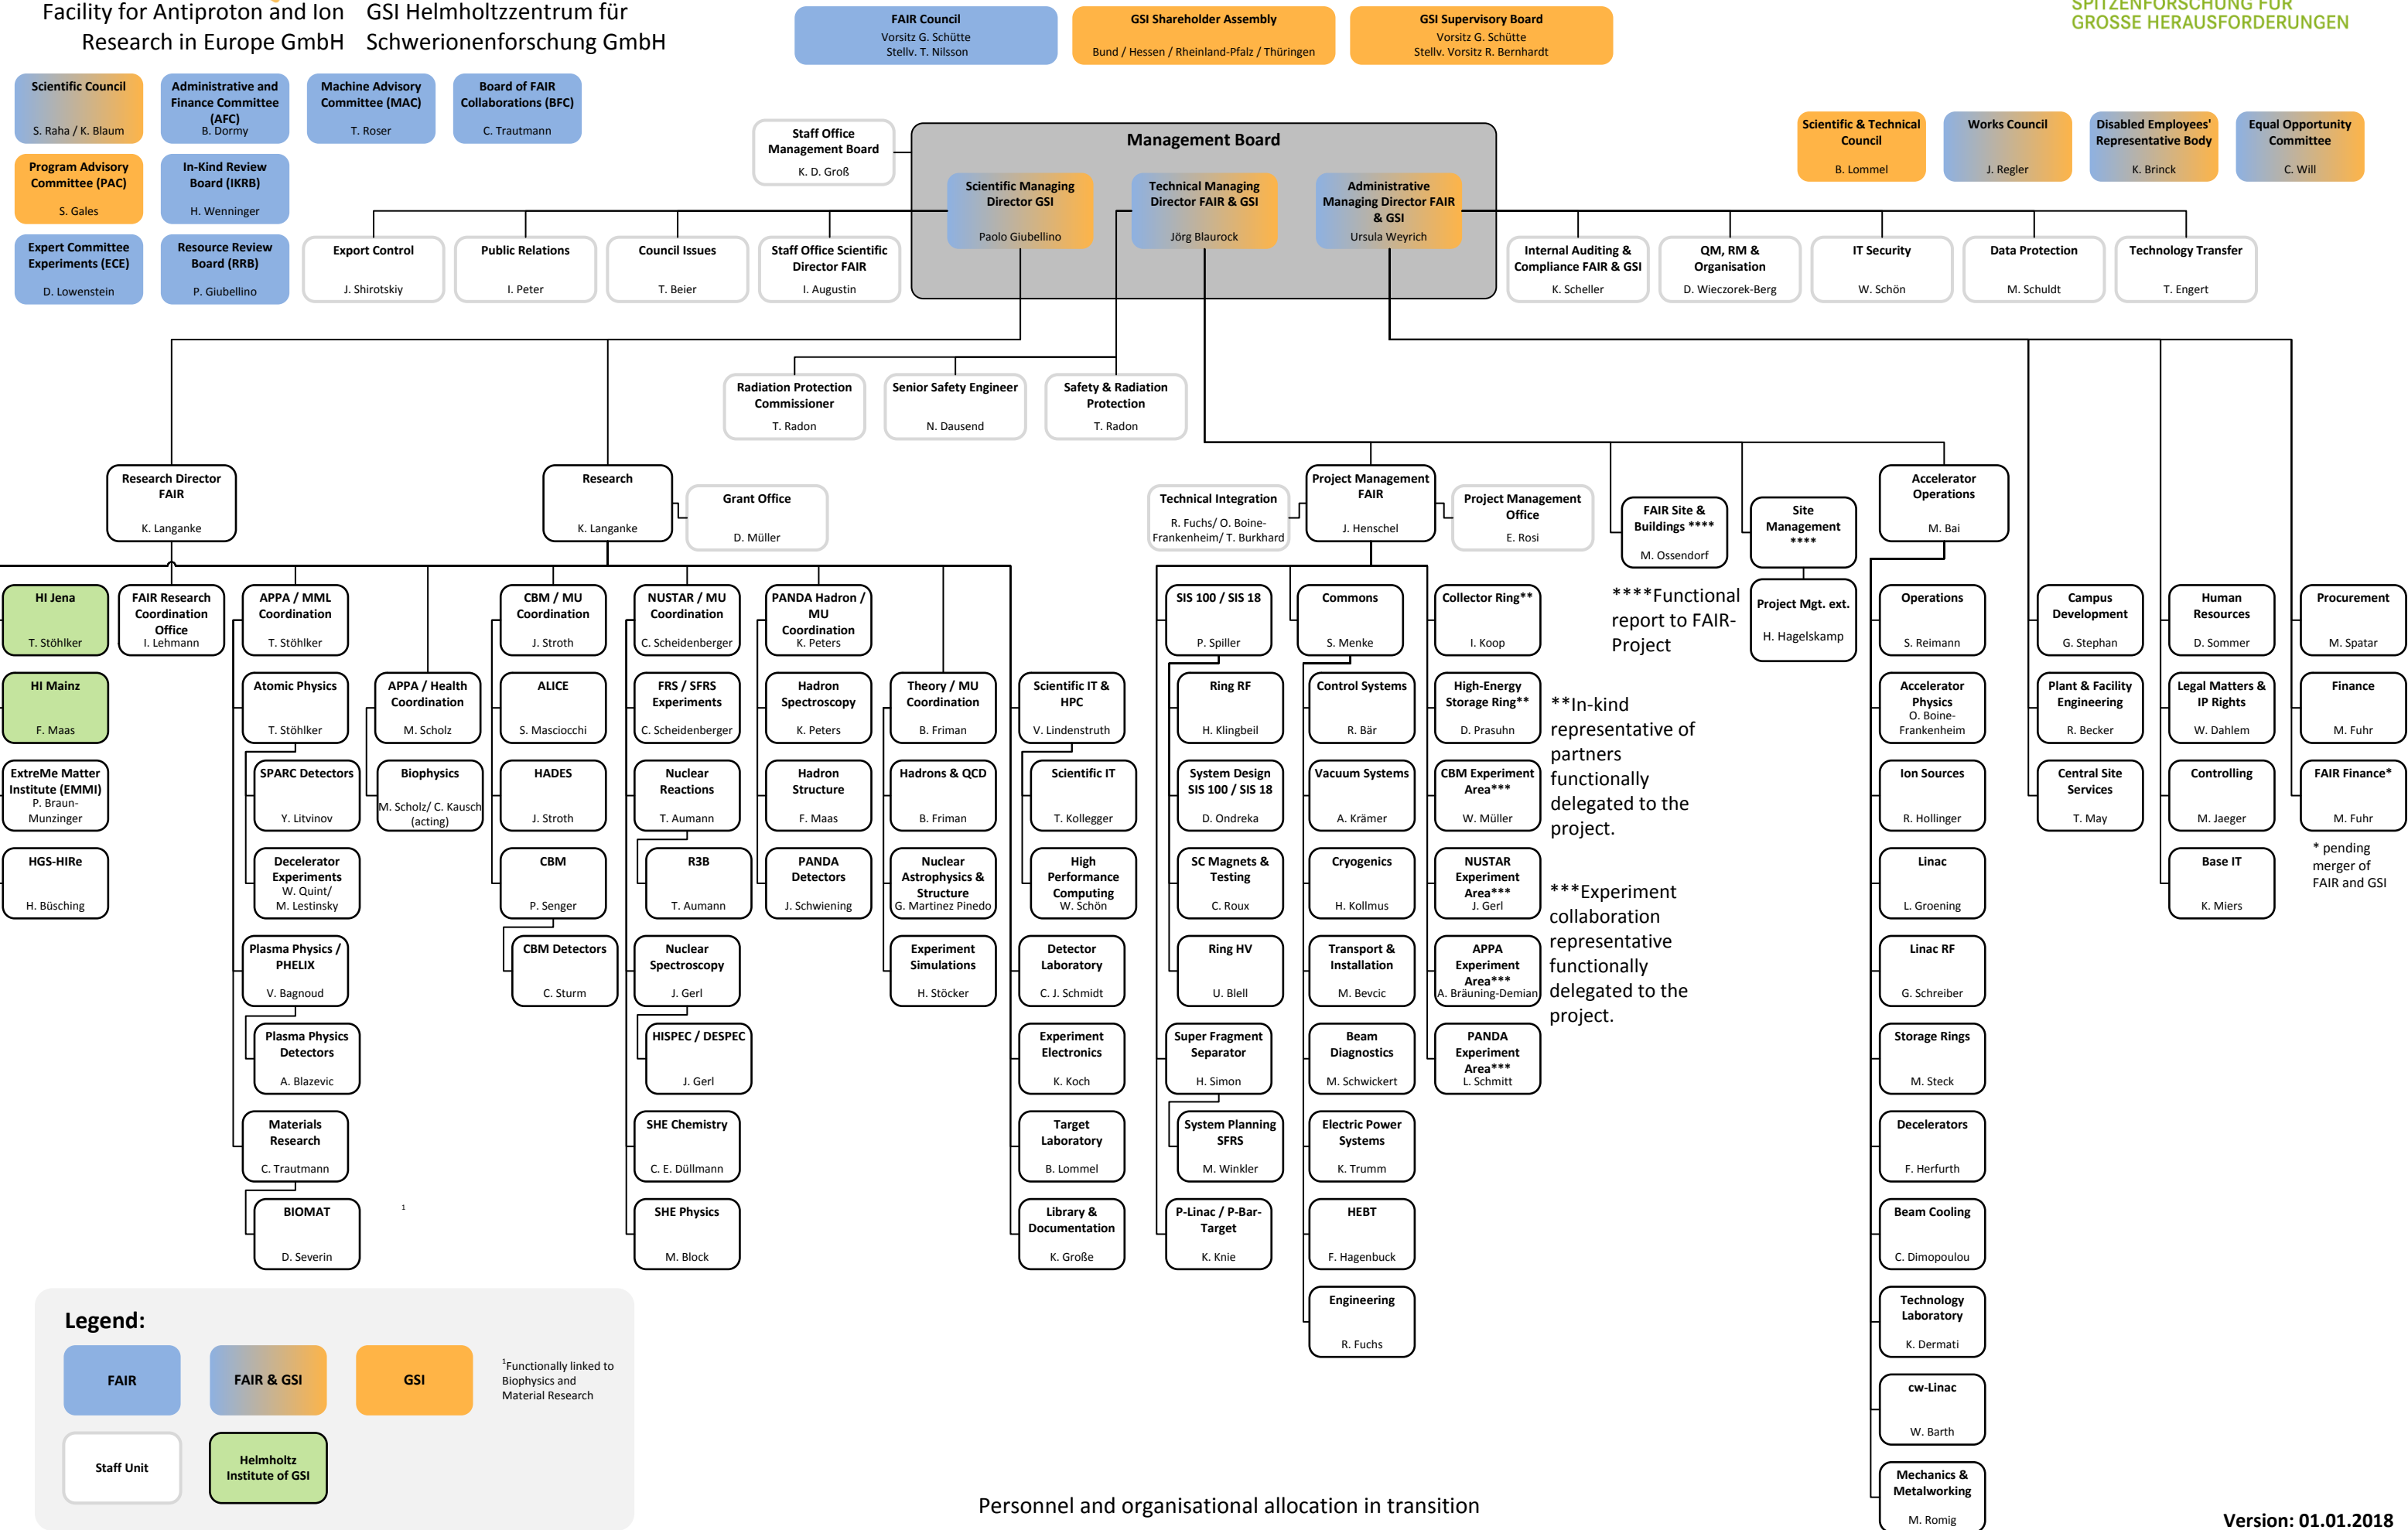 Facility for Antiproton and Ion
Research in Europe GmbH
GSI Helmholtzzentrum für
Schwerionenforschung GmbH
FAIR Council
Vorsitz G. Schütte
Stellv. T. Nilsson
GSI Shareholder Assembly
Bund / Hessen / Rheinland-Pfalz / Thüringen
GSI Supervisory Board
Vorsitz G. Schütte
Stellv. Vorsitz R. Bernhardt
SPITZENFORSCHUNG FÜR
GROSSE HERAUSFORDERUNGEN
Scientific Council
S. Raha / K. Blaum
Administrative and
Finance Committee
(AFC)
B. Dormy
Machine Advisory
Committee (MAC)
T. Roser
Board of FAIR
Collaborations (BFC)
C. Trautmann
Program Advisory
Committee (PAC)
S. Gales
In-Kind Review
Board (IKRB)
H. Wenninger
Expert Committee
Experiments (ECE)
D. Lowenstein
Resource Review
Board (RRB)
P. Giubellino
Staff Office
Management Board
K. D. Groß
Management Board
Scientific Managing
Director GSI
Paolo Giubellino
Technical Managing
Director FAIR & GSI
Jörg Blaurock
Administrative
Managing Director FAIR
& GSI
Ursula Weyrich
Scientific & Technical
Council
B. Lommel
Works Council
J. Regler
Disabled Employees'
Representative Body
K. Brinck
Equal Opportunity
Committee
C. Will
Export Control
J. Shirotskiy
Public Relations
I. Peter
Council Issues
T. Beier
Staff Office Scientific
Director FAIR
I. Augustin
Internal Auditing &
Compliance FAIR & GSI
K. Scheller
QM, RM &
Organisation
D. Wieczorek-Berg
IT Security
W. Schön
Data Protection
M. Schuldt
Technology Transfer
T. Engert
Radiation Protection
Commissioner
T. Radon
Senior Safety Engineer
N. Dausend
Safety & Radiation
Protection
T. Radon
Research Director
FAIR
K. Langanke
Research
K. Langanke
Grant Office
D. Müller
Technical Integration
R. Fuchs/ O. Boine-
Frankenheim/ T. Burkhard
Project Management
FAIR
J. Henschel
Project Management
Office
E. Rosi
FAIR Site &
Buildings ****
M. Ossendorf
Site
Management
****
Accelerator
Operations
M. Bai
HI Jena
T. Stöhlker
HI Mainz
F. Maas
ExtreMe Matter
Institute (EMMI)
P. Braun-
Munzinger
HGS-HIRe
H. Büsching
FAIR Research
Coordination
Office
I. Lehmann
APPA / MML
Coordination
T. Stöhlker
Atomic Physics
T. Stöhlker
SPARC Detectors
Y. Litvinov
Decelerator
Experiments
W. Quint/
M. Lestinsky
Plasma Physics /
PHELIX
V. Bagnoud
Plasma Physics
Detectors
A. Blazevic
Materials
Research
C. Trautmann
BIOMAT
D. Severin
1
APPA / Health
Coordination
M. Scholz
Biophysics
M. Scholz/ C. Kausch
(acting)
CBM / MU
Coordination
J. Stroth
ALICE
S. Masciocchi
HADES
J. Stroth
CBM
P. Senger
CBM Detectors
C. Sturm
NUSTAR / MU
Coordination
C. Scheidenberger
FRS / SFRS
Experiments
C. Scheidenberger
Nuclear
Reactions
T. Aumann
R3B
T. Aumann
Nuclear
Spectroscopy
J. Gerl
HISPEC / DESPEC
J. Gerl
SHE Chemistry
C. E. Düllmann
SHE Physics
M. Block
PANDA Hadron /
MU
Coordination
K. Peters
Hadron
Spectroscopy
K. Peters
Hadron
Structure
F. Maas
PANDA
Detectors
J. Schwiening
Theory / MU
Coordination
B. Friman
Hadrons & QCD
B. Friman
Nuclear
Astrophysics &
Structure
G. Martinez Pinedo
Experiment
Simulations
H. Stöcker
Scientific IT &
HPC
V. Lindenstruth
Scientific IT
T. Kollegger
High
Performance
Computing
W. Schön
Detector
Laboratory
C. J. Schmidt
Experiment
Electronics
K. Koch
Target
Laboratory
B. Lommel
Library &
Documentation
K. Große
SIS 100 / SIS 18
P. Spiller
Ring RF
H. Klingbeil
System Design
SIS 100 / SIS 18
D. Ondreka
SC Magnets &
Testing
C. Roux
Ring HV
U. Blell
Super Fragment
Separator
H. Simon
System Planning
SFRS
M. Winkler
P-Linac / P-Bar-
Target
K. Knie
Commons
S. Menke
Control Systems
R. Bär
Vacuum Systems
A. Krämer
Cryogenics
H. Kollmus
Transport &
Installation
M. Bevcic
Beam
Diagnostics
M. Schwickert
Electric Power
Systems
K. Trumm
HEBT
F. Hagenbuck
Engineering
R. Fuchs
Collector Ring**
I. Koop
High-Energy
Storage Ring**
D. Prasuhn
CBM Experiment
Area***
W. Müller
NUSTAR
Experiment
Area***
J. Gerl
APPA
Experiment
Area***
A. Bräuning-Demian
PANDA
Experiment
Area***
L. Schmitt
****Functional
report to FAIR-
Project
**In-kind
representative of
partners
functionally
delegated to the
project.
***Experiment
collaboration
representative
functionally
delegated to the
project.
Project Mgt. ext.
H. Hagelskamp
Operations
S. Reimann
Accelerator
Physics
O. Boine-
Frankenheim
Ion Sources
R. Hollinger
Linac
L. Groening
Linac RF
G. Schreiber
Storage Rings
M. Steck
Decelerators
F. Herfurth
Beam Cooling
C. Dimopoulou
Technology
Laboratory
K. Dermati
cw-Linac
W. Barth
Mechanics &
Metalworking
M. Romig
Campus
Development
G. Stephan
Plant & Facility
Engineering
R. Becker
Central Site
Services
T. May
Human
Resources
D. Sommer
Legal Matters &
IP Rights
W. Dahlem
Controlling
M. Jaeger
Base IT
K. Miers
Procurement
M. Spatar
Finance
M. Fuhr
FAIR Finance*
M. Fuhr
* pending
merger of
FAIR and GSI
Legend:
FAIR
FAIR & GSI
GSI
1Functionally linked to
Biophysics and
Material Research
Staff Unit
Helmholtz
Institute of GSI
Personnel and organisational allocation in transition
Version: 01.01.2018